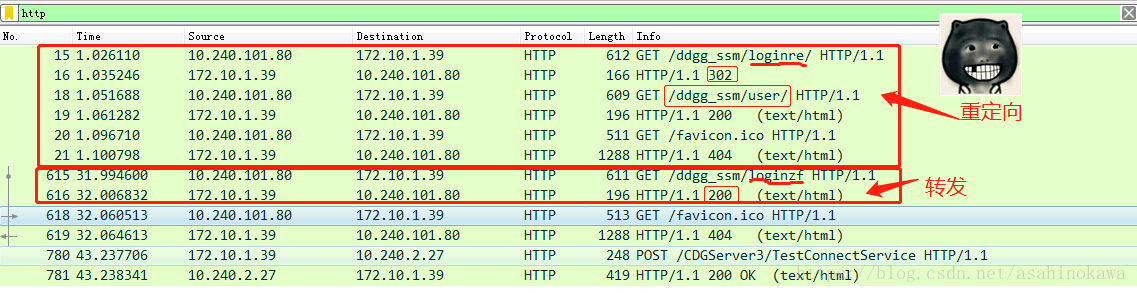 http
No. Time Source Destination Protocol Length Info
15 1.026110 10.240.101.80 172.10.1.39 HTTP 612 GET /ddgg_ssm/loginre/ HTTP/1.1
16 1.035246 172.10.1.39 10.240.101.80 HTTP 166 HTTP/1.1 302
18 1.051688 10.240.101.80 172.10.1.39 HTTP 609 GET /ddgg_ssm/user/ HTTP/1.1
19 1.061282 172.10.1.39 10.240.101.80 HTTP 196 HTTP/1.1 200 (text/html)
重定向
20 1.096710 10.240.101.80 172.10.1.39 HTTP 511 GET /favicon.ico HTTP/1.1
21 1.100798 172.10.1.39 10.240.101.80 HTTP 1288 HTTP/1.1 404 (text/html)
615 31.994600 10.240.101.80 172.10.1.39 HTTP 611 GET /ddgg_ssm/loginzf HTTP/1.1
转发
616 32.006832 172.10.1.39 10.240.101.80 HTTP 196 HTTP/1.1 200 (text/html)
618 32.060513 10.240.101.80 172.10.1.39 HTTP 513 GET /favicon.ico HTTP/1.1
619 32.064613 172.10.1.39 10.240.101.80 HTTP 1288 HTTP/1.1 404 (text/html)
780 43.237706 172.10.1.39 10.240.2.27 HTTP 248 POST /CDGServer3/TestConnectService HTTP/1.1
781 43.238341 10.240.2.27 172.10.1.39 HTTP 419 HTTP/1.1 200 OK (text/html)
https://blog.csdn.net/asahinokawa